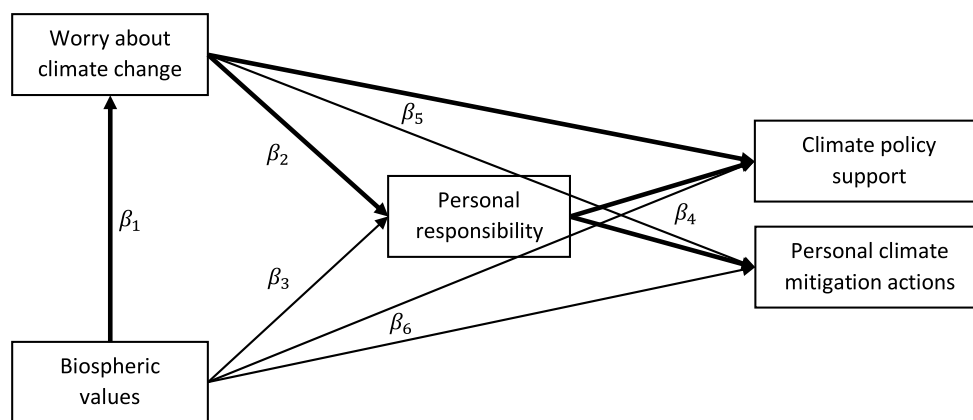 Worry about
climate change
β₅
Climate policy
support
β₂
Personal
responsibility
β₁
β₄
Personal climate
mitigation actions
β₃
β₆
Biospheric
values